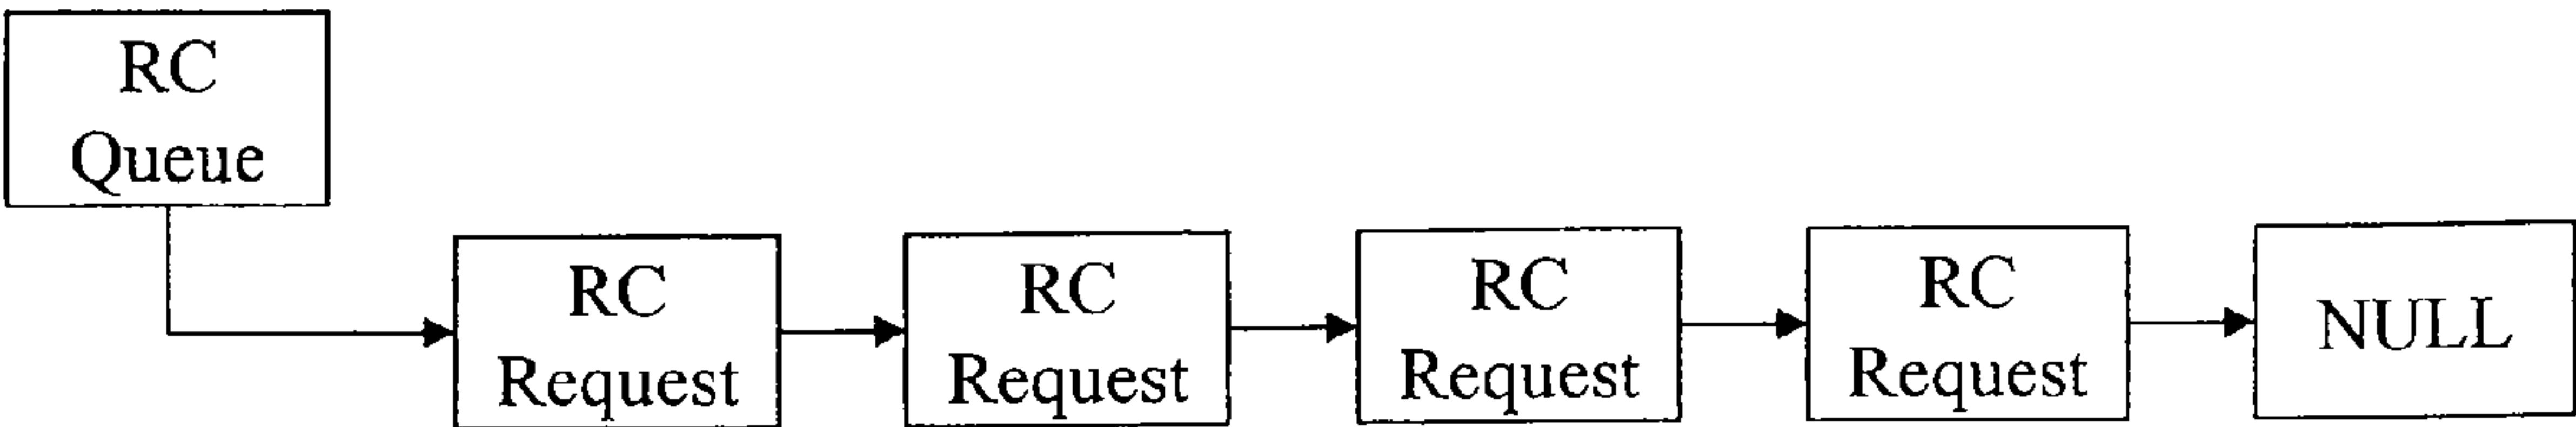 RC
Queue
RC
Request
RC
Request
RC
Request
RC
Request
NULL